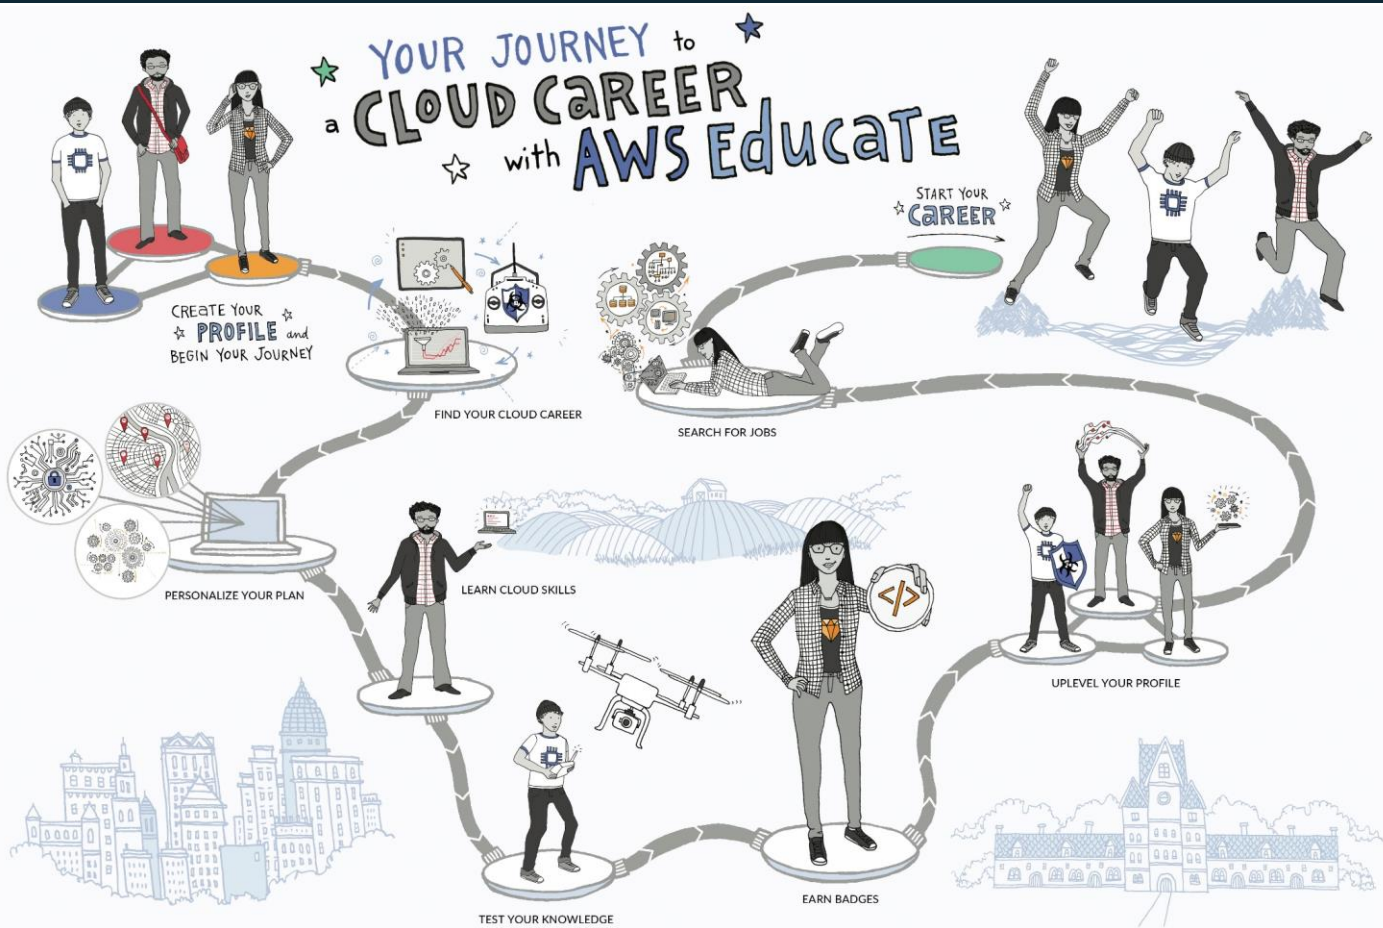 YOUR JOURNEY to
a CLOUD CAREER
with AWS EducaTE
CREaTE YOUR
PROFILE and
BEGIN YOUR JOURNEY
FIND YOUR CLOUD CAREER
PERSONALIZE YOUR PLAN
LEARN CLOUD SKILLS
TEST YOUR KNOWLEDGE
EARN BADGES
</>
UPLEVEL YOUR PROFILE
SEARCH FOR JOBS
START YOUR
CaREER